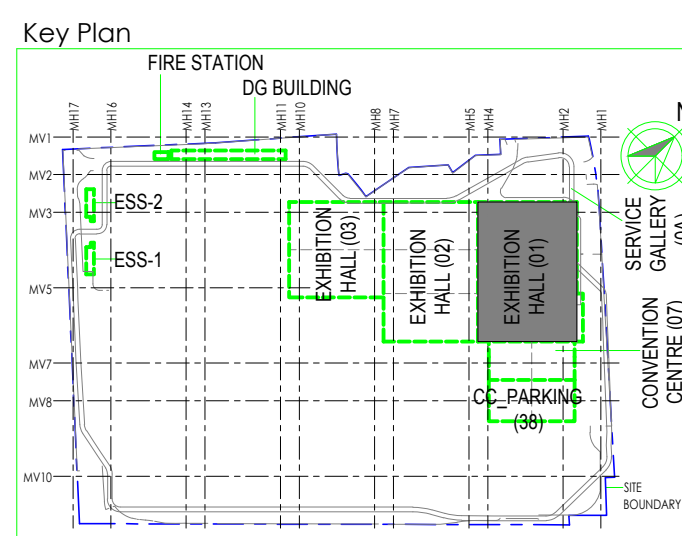 Key Plan
FIRE STATION
DG BUILDING
MH17
MH16
MH14
MH13
MH11
MH10
MH8
MH7
MH5
MH4
MH2
MH1
N
MV1
MV2
MV3
MV5
MV7
MV8
MV10
ESS-2
ESS-1
EXHIBITION
HALL (03)
EXHIBITION
HALL (02)
EXHIBITION
HALL (01)
SERVICE
GALLERY
CONVENTION
CENTRE (07)
CC_PARKING
(38)
SITE
BOUNDARY